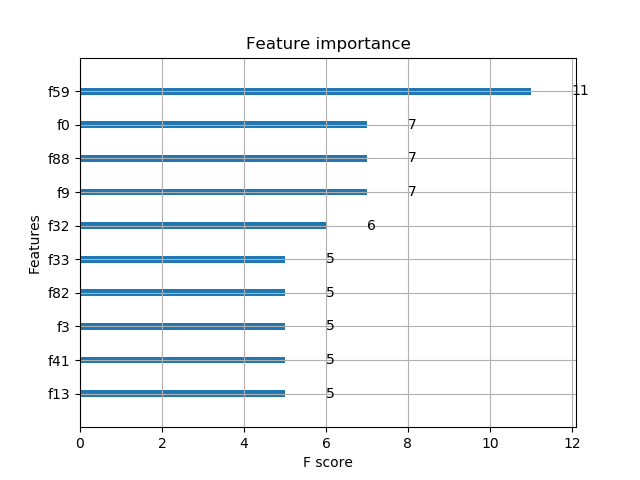 Feature importance
Features
f59 11
f0 7
f88 7
f9 7
f32 6
f33 5
f82 5
f3 5
f41 5
f13 5
0 2 4 6 8 10 12
F score